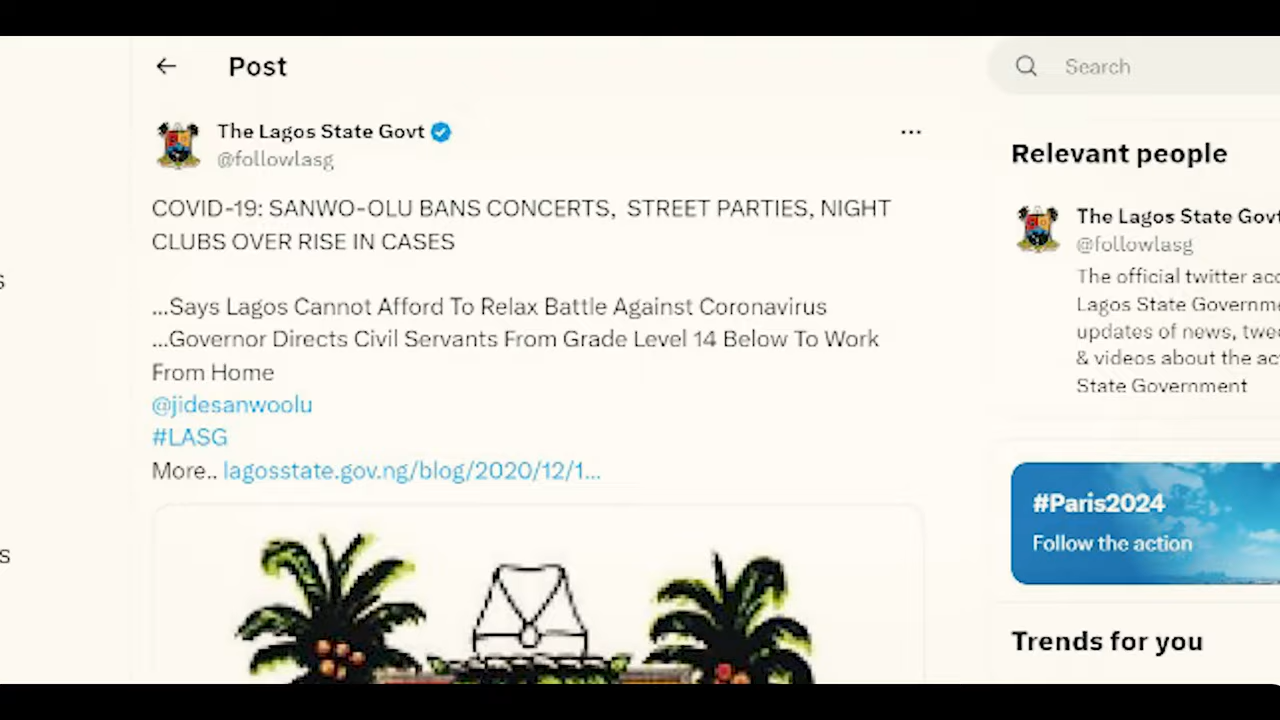 Post
Search
The Lagos State Govt
@followlasg
COVID-19: SANWO-OLU BANS CONCERTS, STREET PARTIES, NIGHT
CLUBS OVER RISE IN CASES
...Says Lagos Cannot Afford To Relax Battle Against Coronavirus
...Governor Directs Civil Servants From Grade Level 14 Below To Work
From Home
@jidesanwoolu
#LASG
More.. lagosstate.gov.ng/blog/2020/12/1...
Relevant people
The Lagos State Govt
@followlasg
The official twitter
Lagos State
updates of news,
& videos about the
State Government
#Paris2024
Follow the action
Trends for you